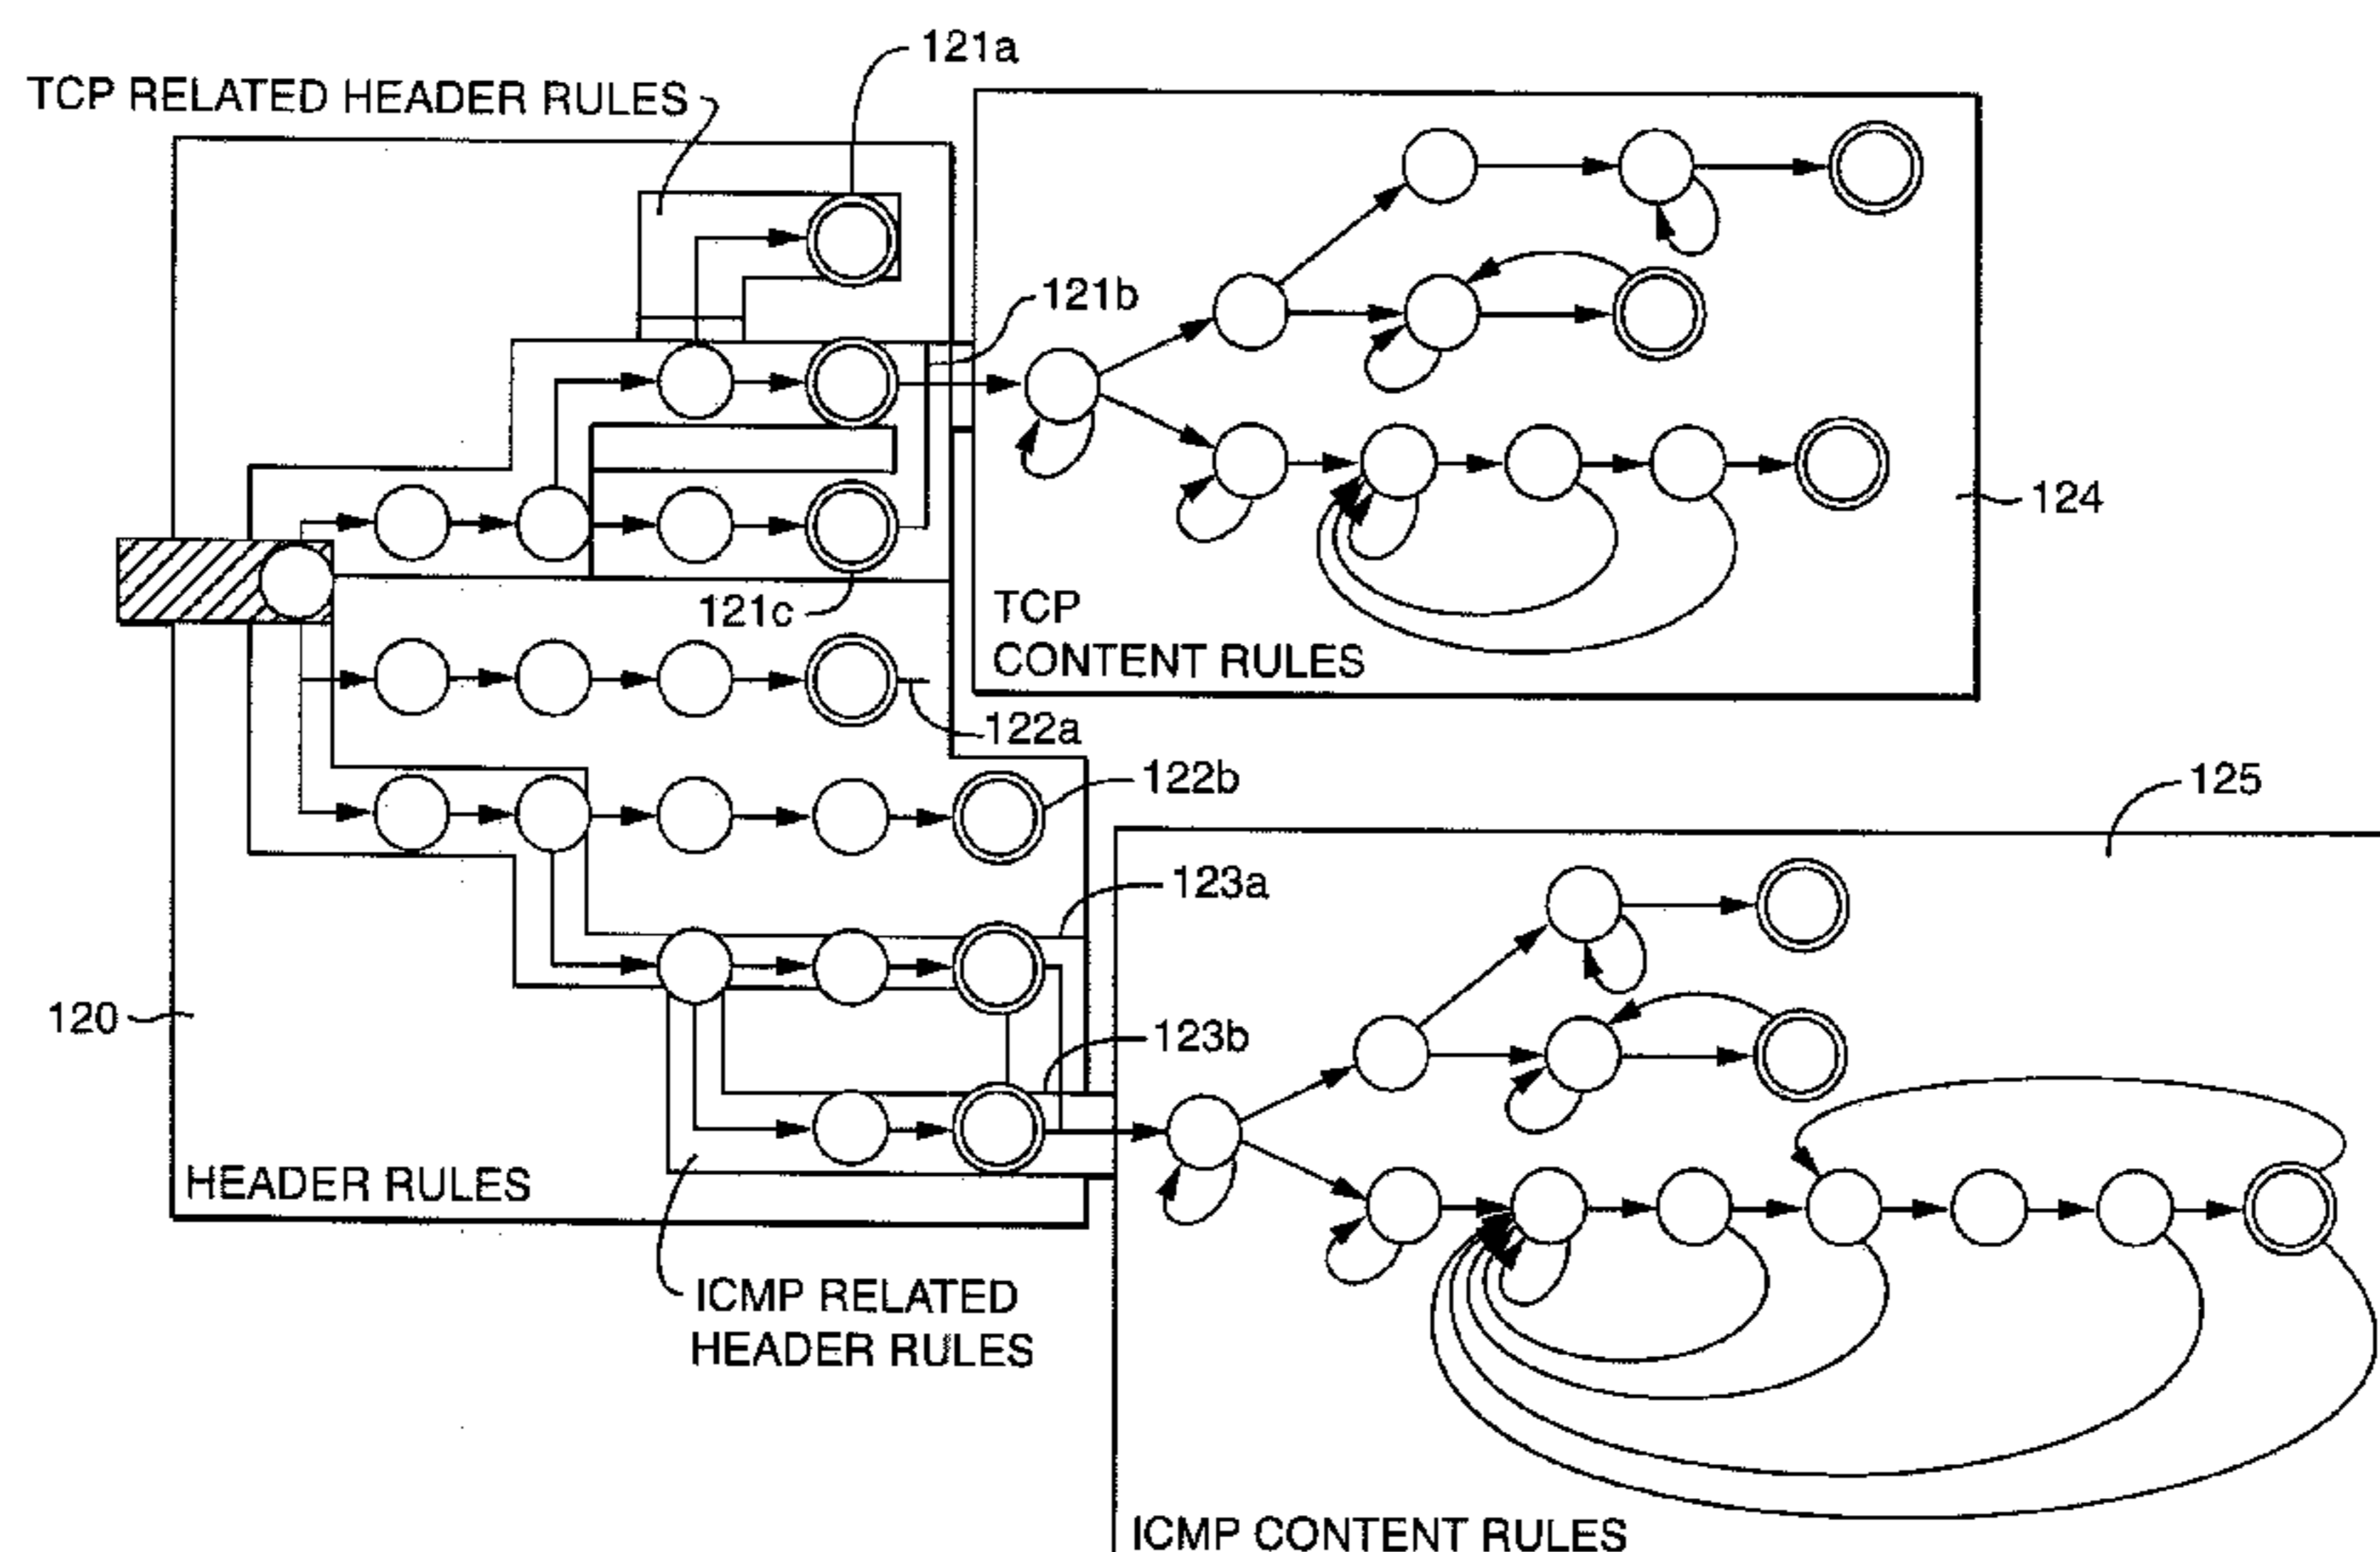 121a
TCP RELATED HEADER RULES
121b
124
121c
TCP
CONTENT RULES
122a
122b
125
123a
120
123b
HEADER RULES
ICMP RELATED
HEADER RULES
ICMP CONTENT RULES